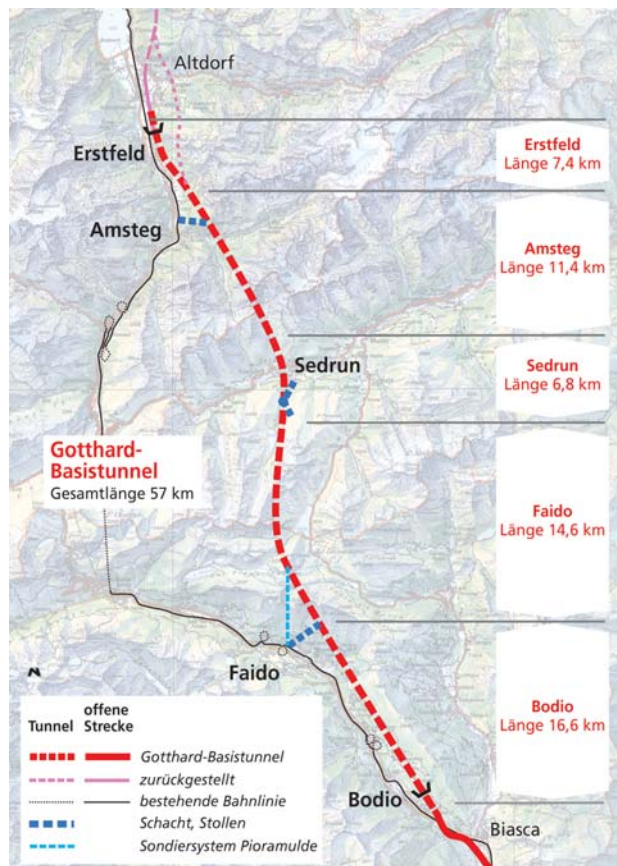 Altdorf
Erstfeld
Erstfeld
Länge 7,4 km
Amsteg
Amsteg
Länge 11,4 km
Sedrun
Sedrun
Länge 6,8 km
Gotthard-
Basistunnel
Gesamtlänge 57 km
Faido
Länge 14,6 km
Faido
Bodio
Länge 16,6 km
Bodio
Biasca
Tunnel
offene
Strecke
Gotthard-Basistunnel
zurückgestellt
bestehende Bahnlinie
Schacht, Stollen
Sondiersystem Pioramulde